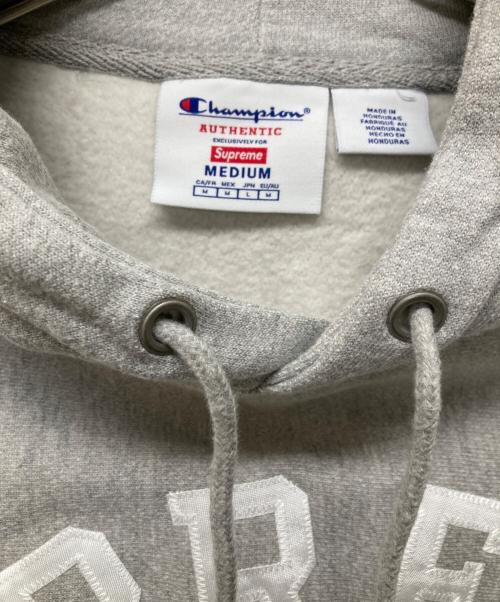 Champion®
AUTHENTIC
EXCLUSIVELY FOR
Supreme
MEDIUM
CA/FR MEX JPN EU/AU
M M L M
MADE IN
HONDURAS
FABRIQUÉ AU
HONDURAS
HECHO EN
HONDURAS
ORE